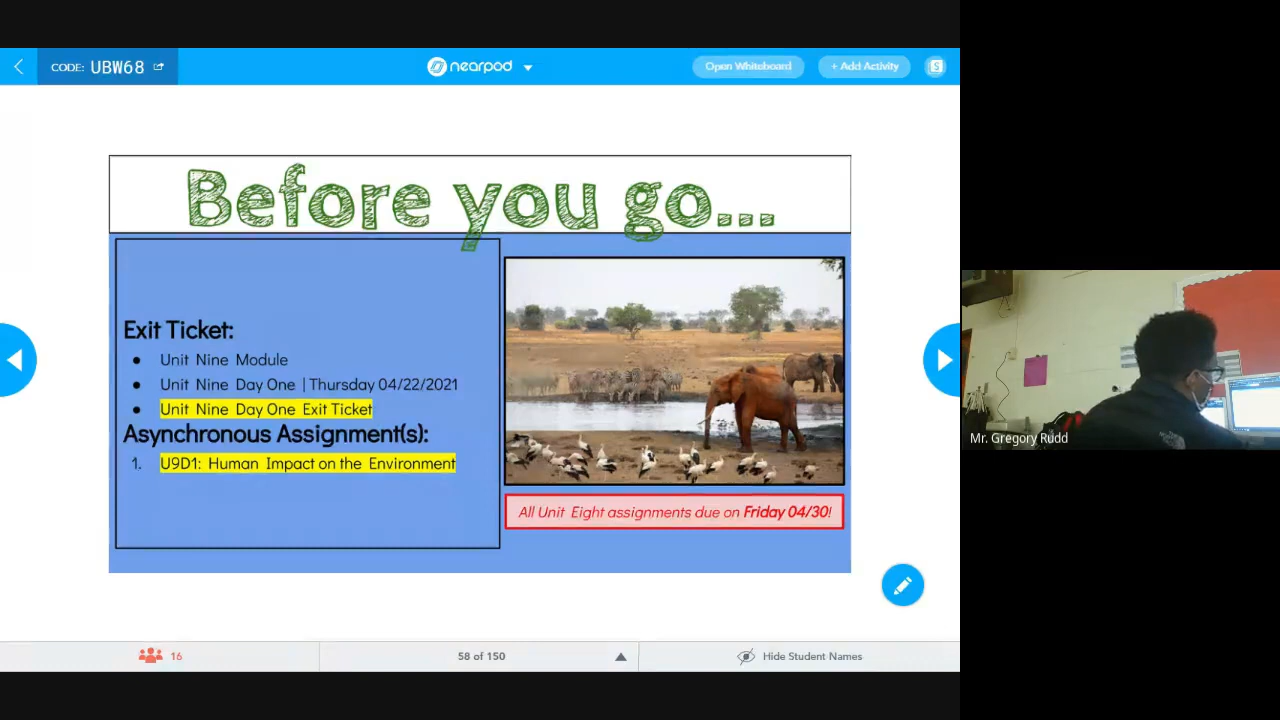 CODE: UBW68
nearpod
Open Whiteboard
+ Add Activity
S
Before you go...
Exit Ticket:
● Unit Nine Module
● Unit Nine Day One | Thursday 04/22/2021
● Unit Nine Day One Exit Ticket
Asynchronous Assignment(s):
1. U9D1: Human Impact on the Environment
All Unit Eight assignments due on Friday 04/30!
Mr. Gregory Rudd
16
58 of 150
Hide Student Names